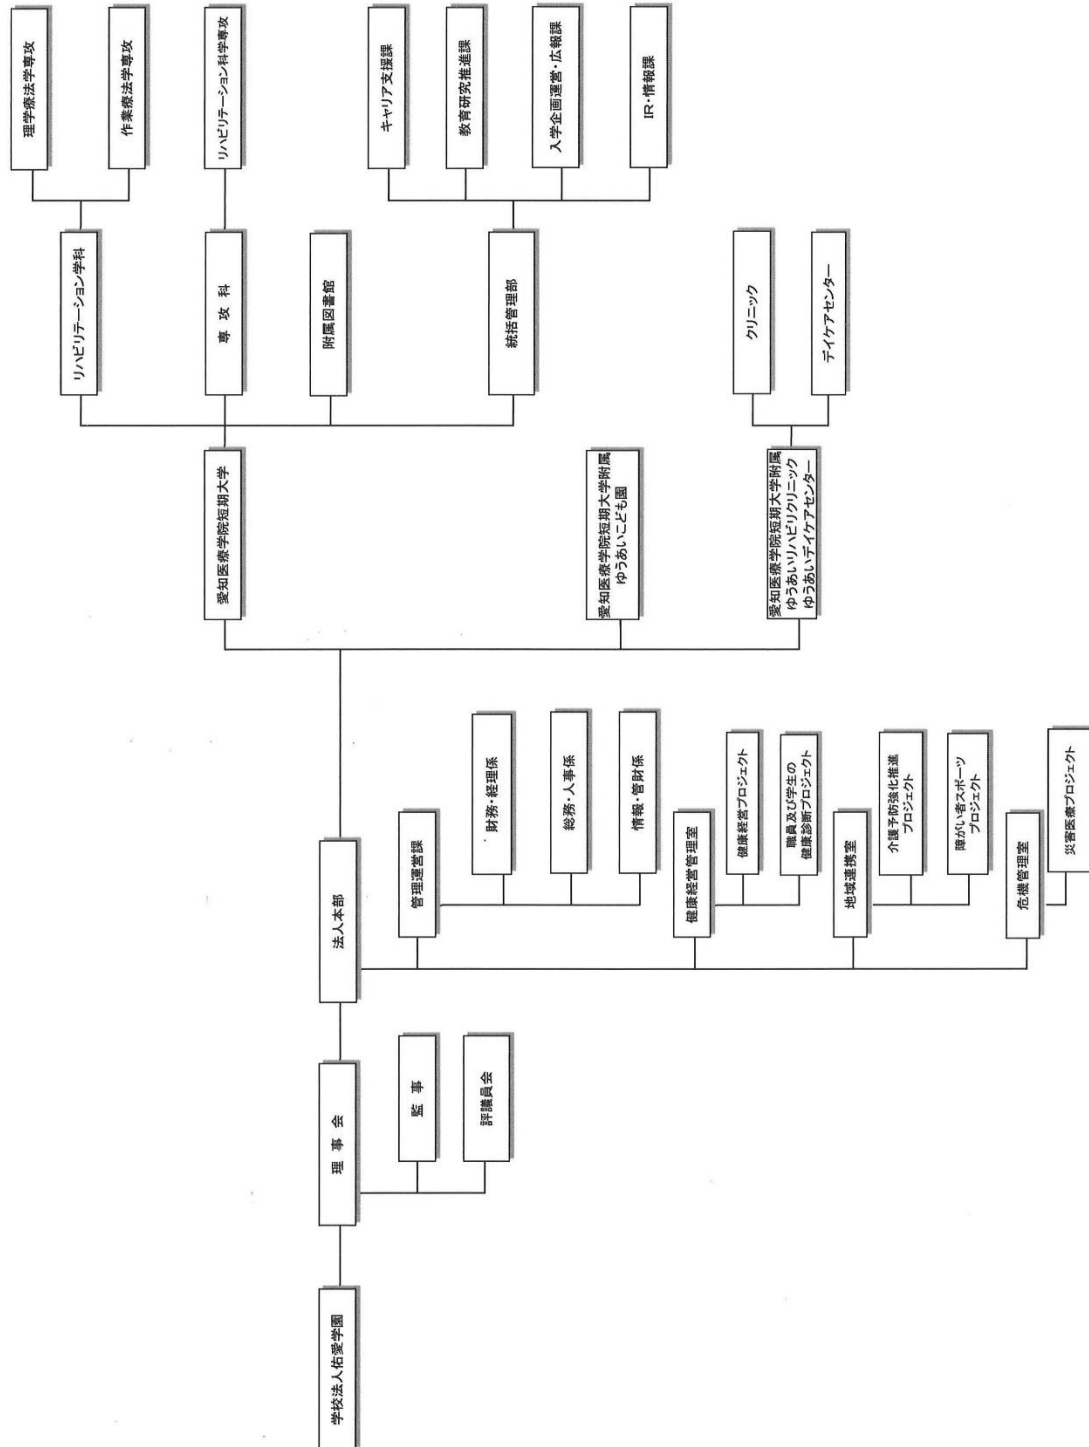 学校法人佑愛学園
理事会
監事
評議員会
法人本部
管理運営課
財務・経理係
総務・人事係
情報・管財係
健康経営管理室
健康経営プロジェクト
職員及び学生の
健康診断プロジェクト
地域連携室
介護予防強化推進
プロジェクト
障がい者スポーツ
プロジェクト
危機管理室
災害医療プロジェクト
愛知医療学院短期大学
リハビリテーション学科
理学療法学専攻
作業療法学専攻
専攻科
リハビリテーション科学専攻
附属図書館
統括管理部
キャリア支援課
教育研究推進課
入学企画運営・広報課
IR・情報課
愛知医療学院短期大学附属
ゆうあいこども園
愛知医療学院短期大学附属
ゆうあいリハビリクリニック
ゆうあいデイケアセンター
クリニック
デイケアセンター